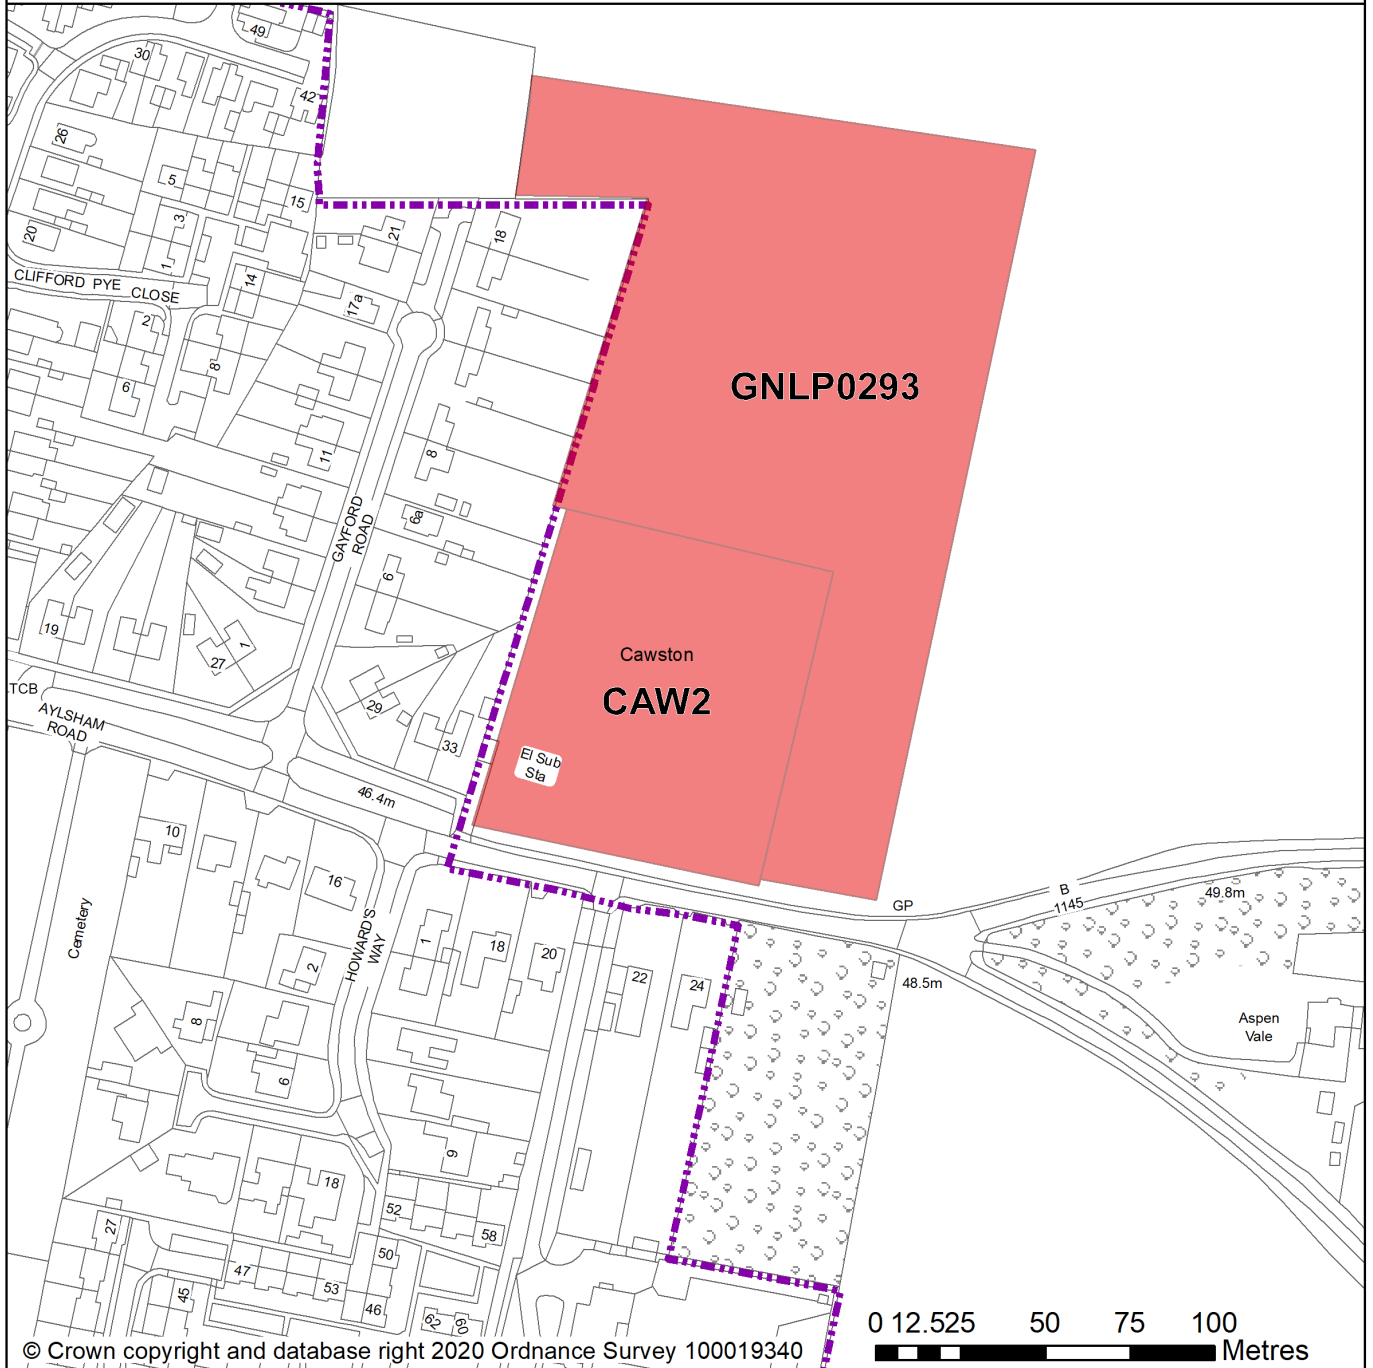 49
30
42
26
5
15
3
20
21
18
1
14
CLIFFORD PYE CLOSE
17a
2
8
6
11
8
GAYFORD
ROAD
6a
6
GNLP0293
19
27
1
Cawston
CAW2
TCB
AYLSHAM
ROAD
29
33
El Sub
Sta
46.4m
10
16
Cemetery
HOWARD'S
WAY
1
18
20
2
22
24
GP
B
1145
49.8m
48.5m
Aspen
Vale
8
6
9
18
52
58
27
50
47
53
45
46
62
60
0 12.525 50 75 100
Metres
© Crown copyright and database right 2020 Ordnance Survey 100019340